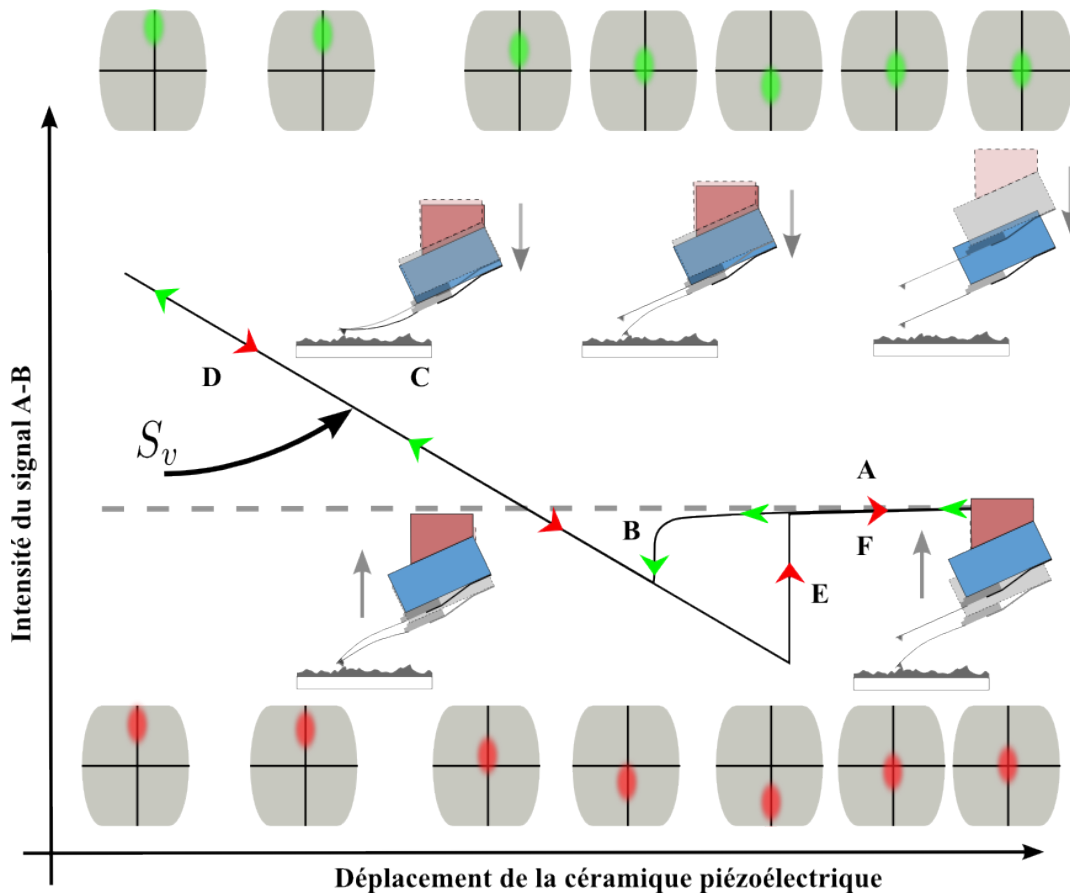 Intensité du signal A-B
D
C
S_v
A
B
F
E
Déplacement de la céramique piézoélectrique